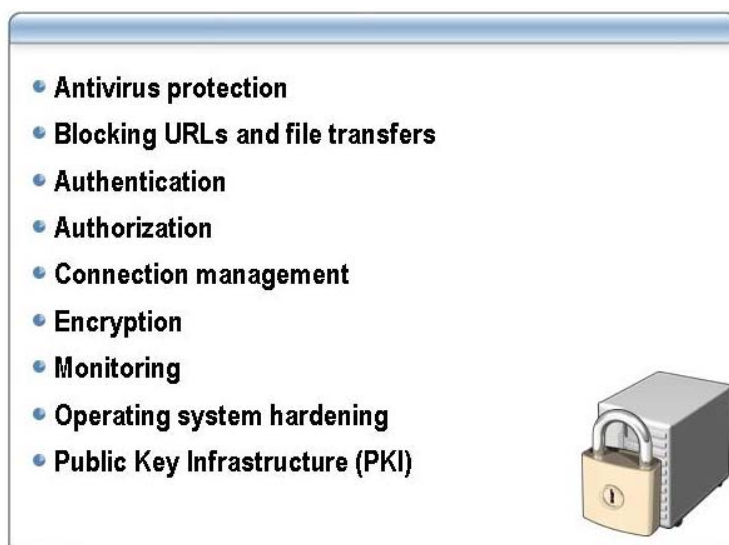 Antivirus protection
Blocking URLs and file transfers
Authentication
Authorization
Connection management
Encryption
Monitoring
Operating system hardening
Public Key Infrastructure (PKI)